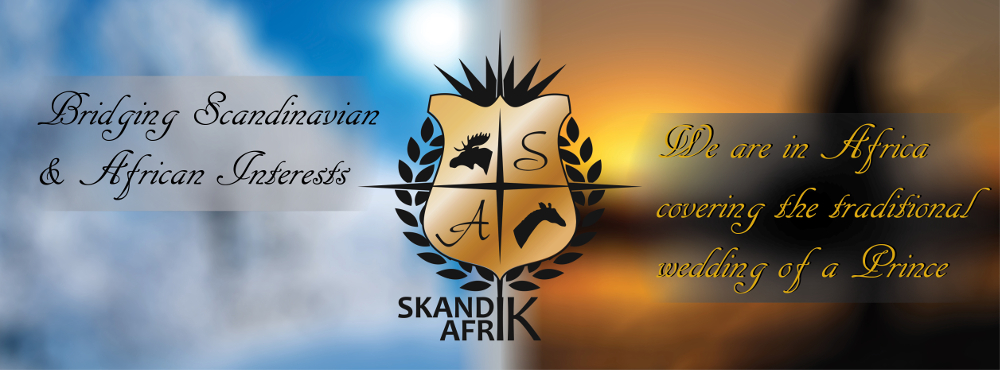 Bridging Scandinavian
& African Interests
S
A
SKANDIK
AFRIK
We are in Africa
covering the traditional
wedding of a Prince